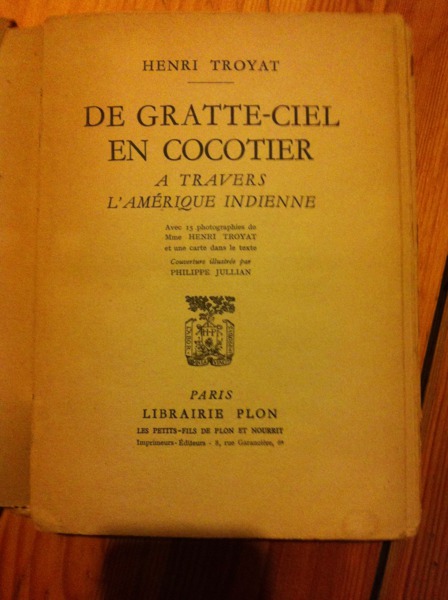 HENRI TROYAT
DE GRATTE-CIEL
EN COCOTIER
A TRAVERS
L'AMÉRIQUE INDIENNE
Avec 15 photographies de
Mme HENRI TROYAT
et une carte dans le texte
Couverture illustrée par
PHILIPPE JULLIAN
PARIS
LIBRAIRIE PLON
LES PETITS-FILS DE PLON ET NOURRIT
Imprimeurs-Éditeurs - 8, rue Garancière, 6e